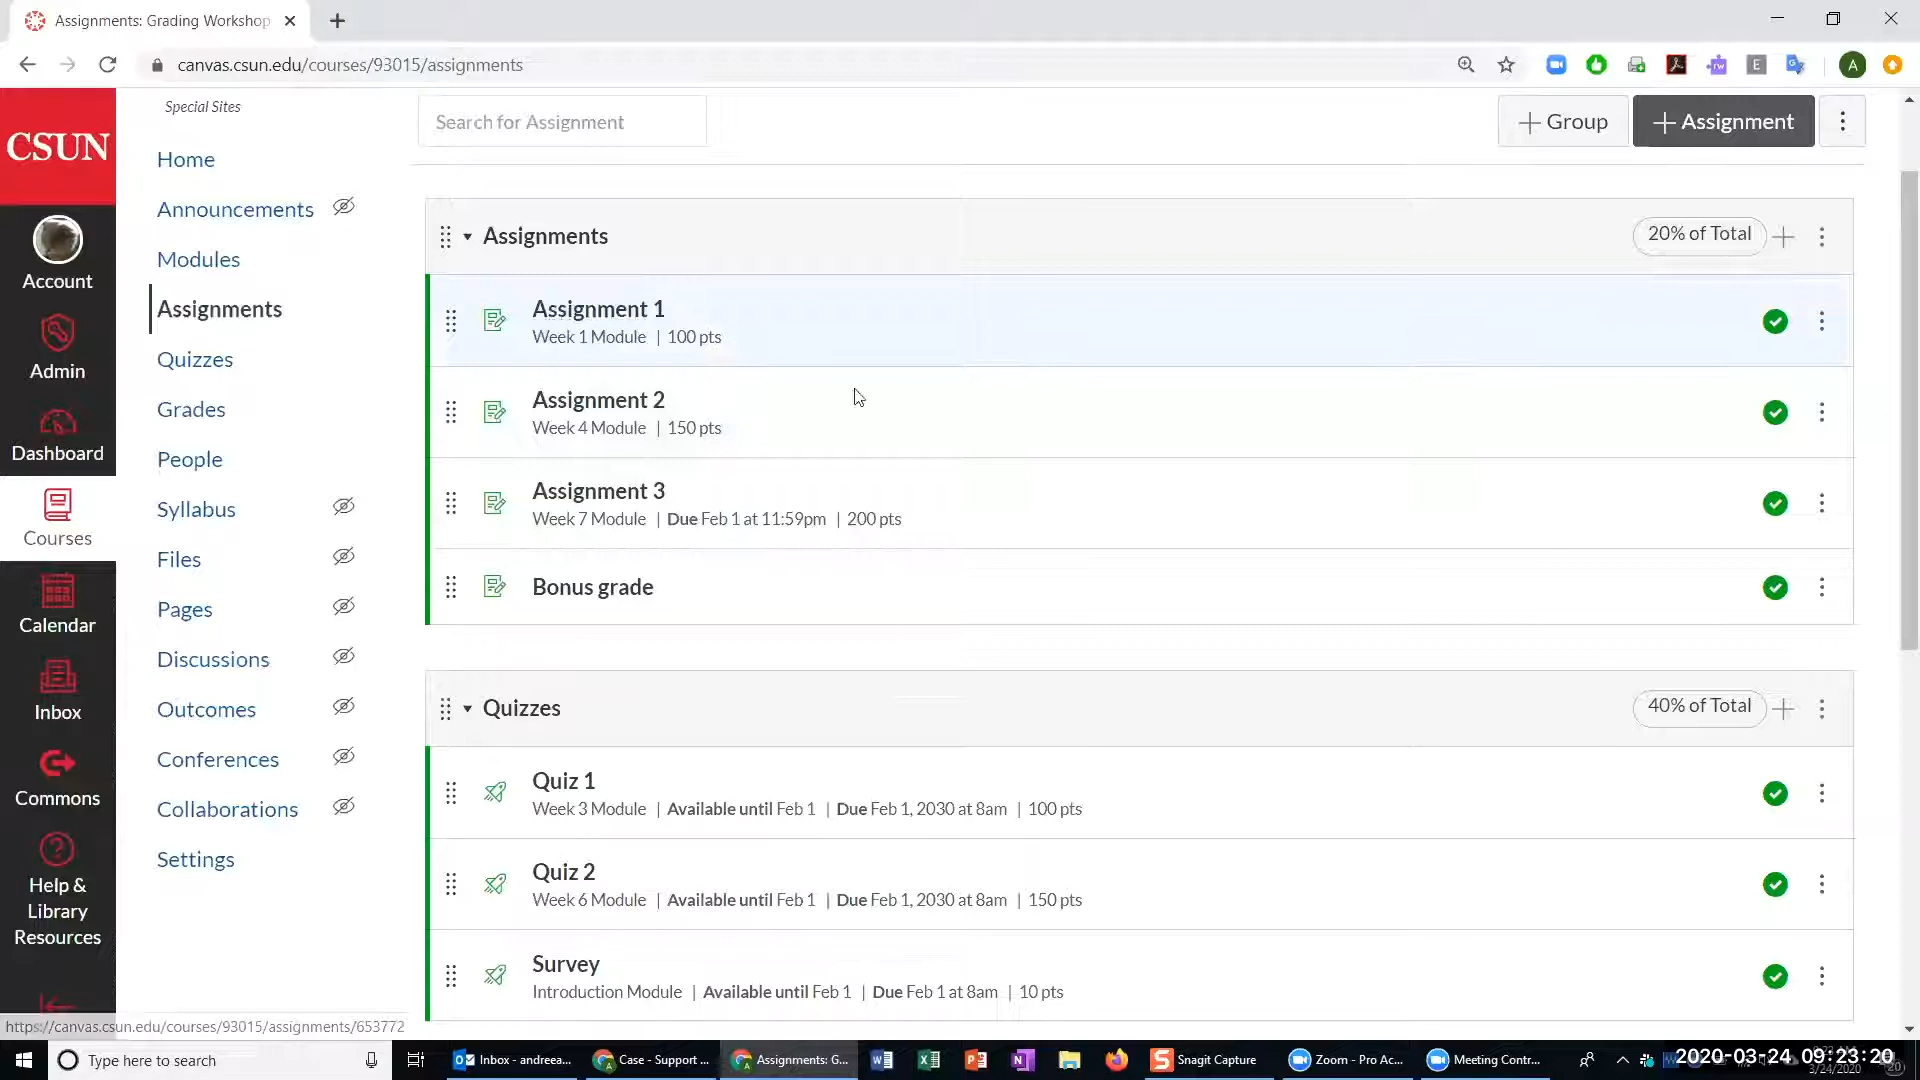 Assignments: Grading Workshop
canvas.csun.edu/courses/93015/assignments
E
A
CSUN
Account
Admin
Dashboard
Courses
Calendar
Inbox
Commons
Help &
Library
Resources
Special Sites
Home
Announcements
Modules
Assignments
Quizzes
Grades
People
Syllabus
Files
Pages
Discussions
Outcomes
Conferences
Collaborations
Settings
Search for Assignment
Group
Assignment
Assignments
20% of Total
Assignment 1
Week 1 Module | 100 pts
Assignment 2
Week 4 Module | 150 pts
Assignment 3
Week 7 Module | Due Feb 1 at 11:59pm | 200 pts
Bonus grade
Quizzes
40% of Total
Quiz 1
Week 3 Module | Available until Feb 1 | Due Feb 1, 2030 at 8am | 100 pts
Quiz 2
Week 6 Module | Available until Feb 1 | Due Feb 1, 2030 at 8am | 150 pts
Survey
Introduction Module | Available until Feb 1 | Due Feb 1 at 8am | 10 pts
https://canvas.csun.edu/courses/93015/assignments/653772
Type here to search
Inbox - andreea...
Case - Support ...
Assignments: G...
Snagit Capture
Zoom - Pro Ac...
Meeting Contr...
2020-03-24 09:23:20
3/24/2020